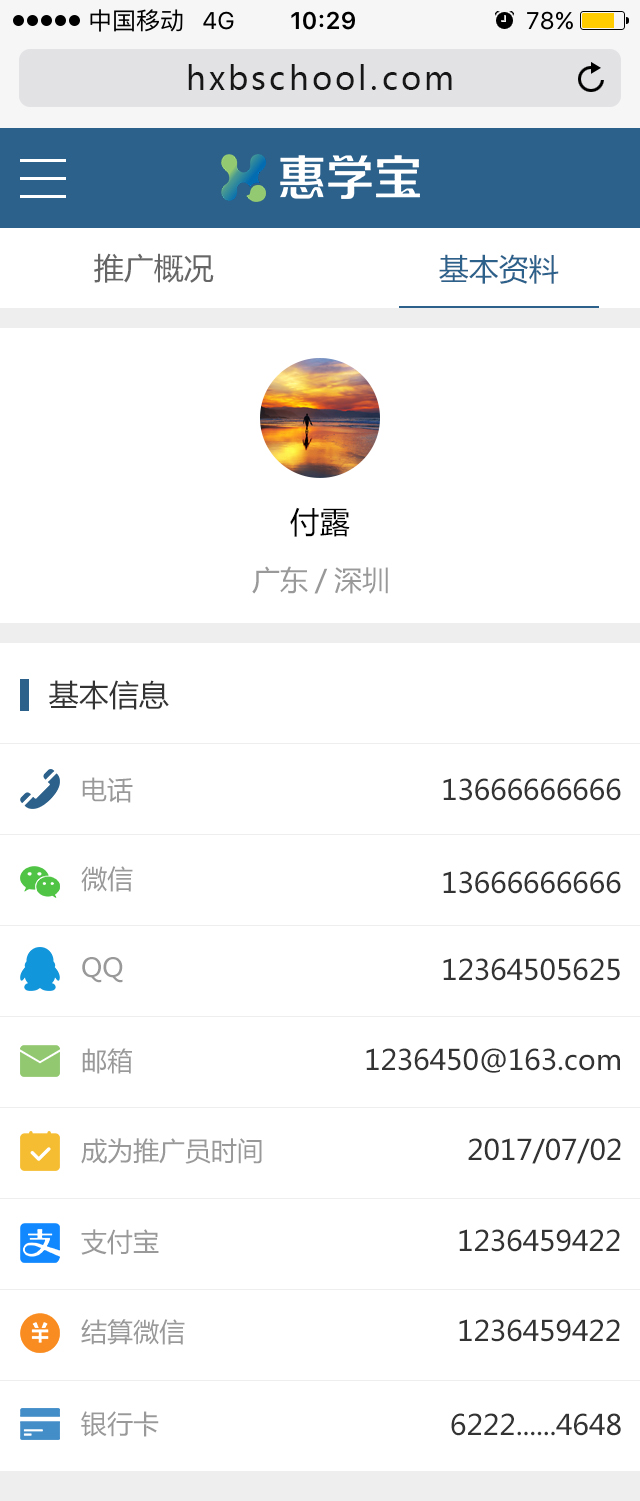 中国移动 4G 10:29 78%
hxbschool.com
惠学宝
推广概况 基本资料
付露
广东 / 深圳
基本信息
电话 13666666666
微信 13666666666
QQ 12364505625
邮箱 1236450@163.com
成为推广员时间 2017/07/02
支付宝 1236459422
结算微信 1236459422
银行卡 6222......4648